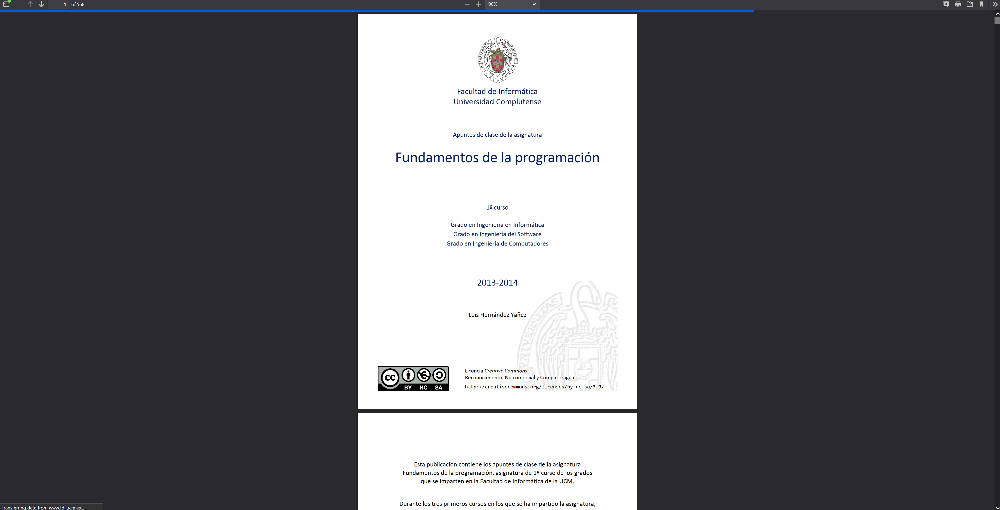 1 of 568
90%
VNIVERSITAS COMPLVTENSIS
MATRITENSIS
Facultad de Informática
Universidad Complutense
Apuntes de clase de la asignatura
Fundamentos de la programación
1º curso
Grado en Ingeniería en Informática
Grado en Ingeniería del Software
Grado en Ingeniería de Computadores
2013-2014
Luis Hernández Yáñez
VNIVERSITAS
CC BY NC SA
Licencia Creative Commons:
Reconocimiento, No comercial y Compartir igual.
http://creativecommons.org/licenses/by-nc-sa/3.0/
Esta publicación contiene los apuntes de clase de la asignatura
Fundamentos de la programación, asignatura de 1º curso de los grados
que se imparten en la Facultad de Informática de la UCM.
Durante los tres primeros cursos en los que se ha impartido la asignatura,
Transferring data from www.fdi.ucm.es...